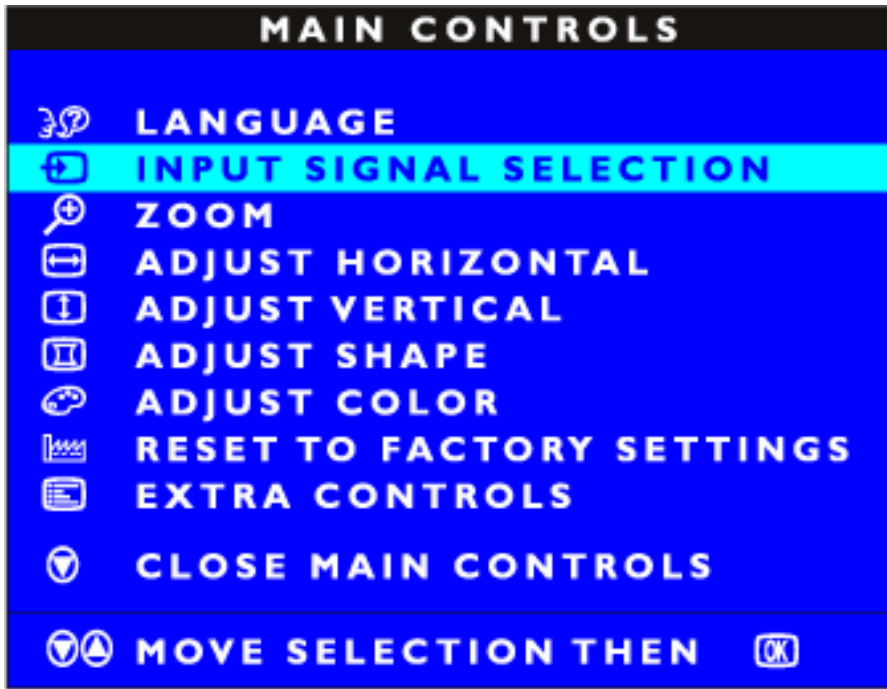 MAIN CONTROLS
LANGUAGE
INPUT SIGNAL SELECTION
ZOOM
ADJUST HORIZONTAL
ADJUST VERTICAL
ADJUST SHAPE
ADJUST COLOR
RESET TO FACTORY SETTINGS
EXTRA CONTROLS
CLOSE MAIN CONTROLS
MOVE SELECTION THEN OK